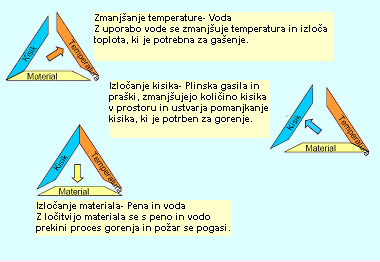 Zmanjšanje temperature- Voda
Z uporabo vode se zmanjšuje temperatura in izloča
toplota, ki je potrebna za gašenje.
Kisik
Temperatura
Material
Izločanje kisika- Plinska gasila in
praški, zmanjšujejo količino kisika
v prostoru in ustvarja pomanjkanje
kisika, ki je potrben za gorenje.
Kisik
Temperatura
Material
Kisik
Temperatura
Material
Izločanje materiala- Pena in voda
Z ločitvijo materiala se s peno in vodo
prekini proces gorenja in požar se pogasi.